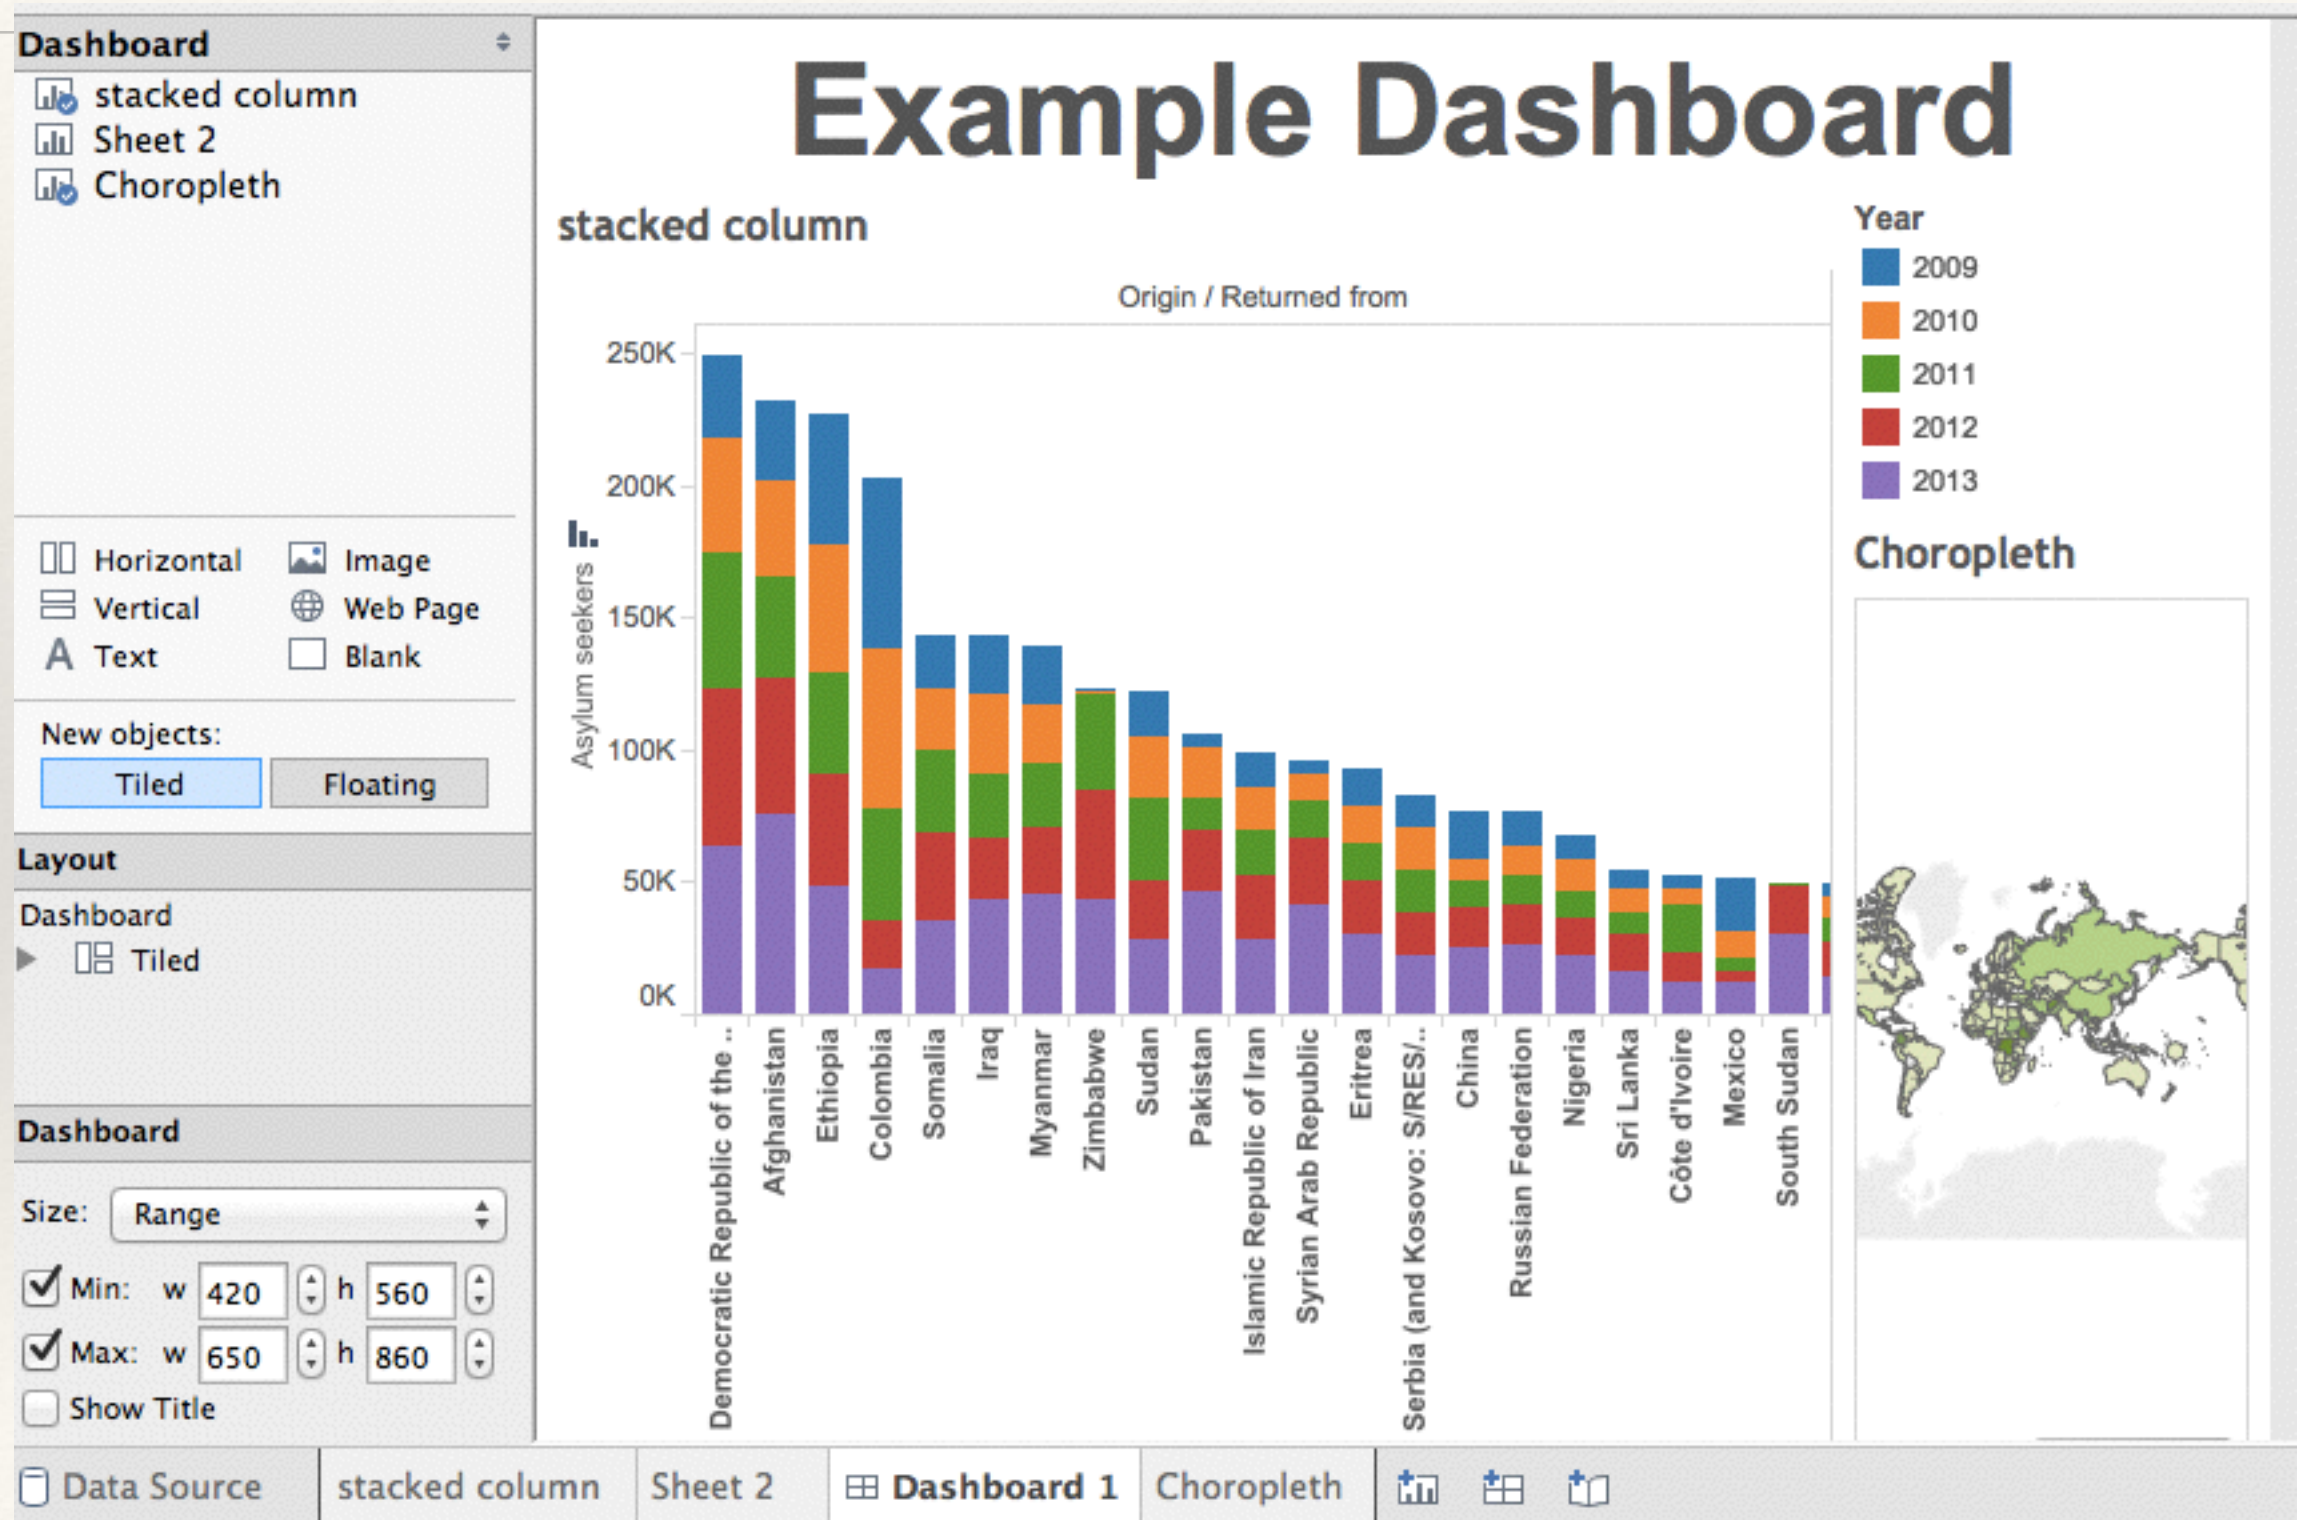 Dashboard
stacked column
Sheet 2
Choropleth
Horizontal
Image
Vertical
Web Page
Text
Blank
New objects:
Tiled
Floating
Layout
Dashboard
Tiled
Dashboard
Size: Range
Min: w 420 h 560
Max: w 650 h 860
Show Title
Example Dashboard
stacked column
Origin / Returned from
Asylum seekers
250K
200K
150K
100K
50K
0K
Democratic Republic of the ..
Afghanistan
Ethiopia
Colombia
Somalia
Iraq
Myanmar
Zimbabwe
Sudan
Pakistan
Islamic Republic of Iran
Syrian Arab Republic
Eritrea
Serbia (and Kosovo: S/RES/..
China
Russian Federation
Nigeria
Sri Lanka
Côte d'Ivoire
Mexico
South Sudan
Year
2009
2010
2011
2012
2013
Choropleth
Data Source
stacked column
Sheet 2
Dashboard 1
Choropleth